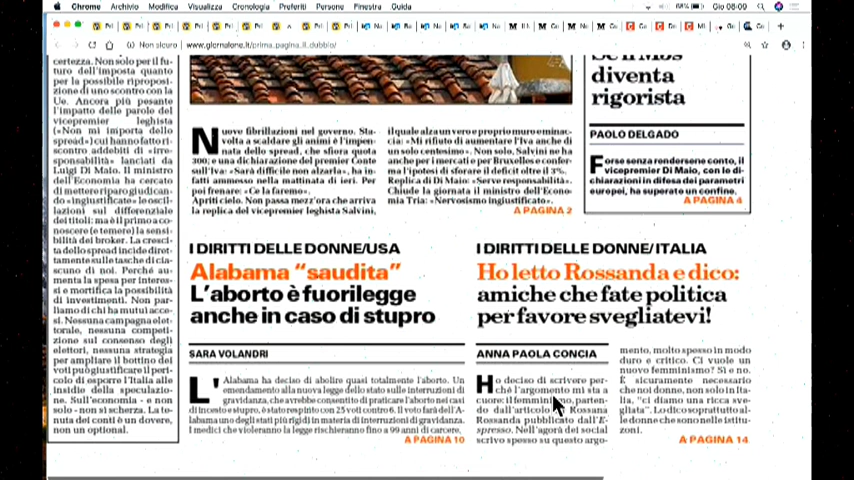 Chrome Archivio Modifica Visualizza Cronologia Preferiti Persone Finestra Guida
Gio 08:09
Non sicuro www.giornalone.it/prima_pagina_il_dubbio/
certezza. Non solo per il fu-
turo dell'imposta quanto
per la possibile riproposi-
zione di uno scontro con la
Ue. Ancora più pesante
l'impatto delle parole del
vicepremier leghista
(«Non mi importa dello
spread») cui hanno fatto ri-
scontro addebiti di «irre-
sponsabilità» lanciati da
Luigi Di Maio. Il ministro
dell'Economia ha cercato
di mettere riparo giudican-
do «ingiustificate» le oscil-
lazioni sul differenziale
dei titoli: ma è il primo a co-
noscere (e temere) la sensi-
bilità dei broker. La cresci-
ta dello spread incide diret-
tamente sulle tasche di cia-
scuno di noi. Perché au-
menta la spesa per interes-
si e mortifica la possibilità
di investimenti. Non par-
liamo di chi ha mutui acce-
si. Nessuna campagna elet-
torale, nessuna competi-
zione sul consenso degli
elettori, nessuna strategia
per ampliare il bottino dei
voti può giustificare il peri-
colo di esporre l'Italia alle
insidie della specula-
zione. Sull'economia - e non
solo - non si scherza. La te-
nuta dei conti è un dovere,
non un optional.
Nuove fibrillazioni nel governo. Sta-
volta a scaldare gli animi è l'impen-
nata dello spread, che sfiora quota
300; e una dichiarazione del premier Conte
sull'Iva: «Sarà difficile non alzarla», ha in-
fatti ammesso nella mattinata di ieri. Per
poi frenare: «Ce la faremo».
Apriti cielo. Non passa mezz'ora che arriva
la replica del vicepremier leghista Salvini,
il quale alza un vero e proprio muro e minac-
cia: «Mi rifiuto di aumentare l'Iva anche di
un solo centesimo». Non solo, Salvini ne ha
anche per i mercati e per Bruxelles e confer-
ma l'ipotesi di sforare il deficit oltre il 3%.
Replica di Di Maio: «Serve responsabilità».
Chiude la giornata il ministro dell'Econo-
mia Tria: «Nervosismo ingiustificato».
A PAGINA 2
Se il M5s
diventa
rigorista
PAOLO DELGADO
Forse senza rendersene conto, il
vicepremier Di Maio, con le di-
chiarazioni in difesa dei parametri
europei, ha superato un confine.
A PAGINA 4
I DIRITTI DELLE DONNE/USA
Alabama “saudita”
L'aborto è fuorilegge
anche in caso di stupro
SARA VOLANDRI
L'Alabama ha deciso di abolire quasi totalmente l'aborto. Un
emendamento alla nuova legge dello stato sulle interruzioni di
gravidanza, che avrebbe consentito di praticare l'aborto nei casi
di incesto e stupro, è stato respinto con 25 voti contro 6. Il voto farà dell'A-
labama uno degli stati più rigidi in materia di interruzioni di gravidanza.
I medici che violeranno la legge rischieranno fino a 99 anni di carcere.
A PAGINA 10
I DIRITTI DELLE DONNE/ITALIA
Ho letto Rossanda e dico:
amiche che fate politica
per favore svegliatevi!
ANNA PAOLA CONCIA
Ho deciso di scrivere per-
ché l'argomento mi sta a
cuore: il femminismo, parten-
do dall'articolo di Rossana
Rossanda pubblicato dall'E-
spresso. Nell'agorà dei social
scrivo spesso su questo argo-
mento, molto spesso in modo
duro e critico. Ci vuole un
nuovo femminismo? Sì e no.
È sicuramente necessario
che noi donne, non solo in Ita-
lia, “ci diamo una ricca sve-
gliata”. Lo dico soprattutto al-
le donne che sono nelle istitu-
zioni.
A PAGINA 14